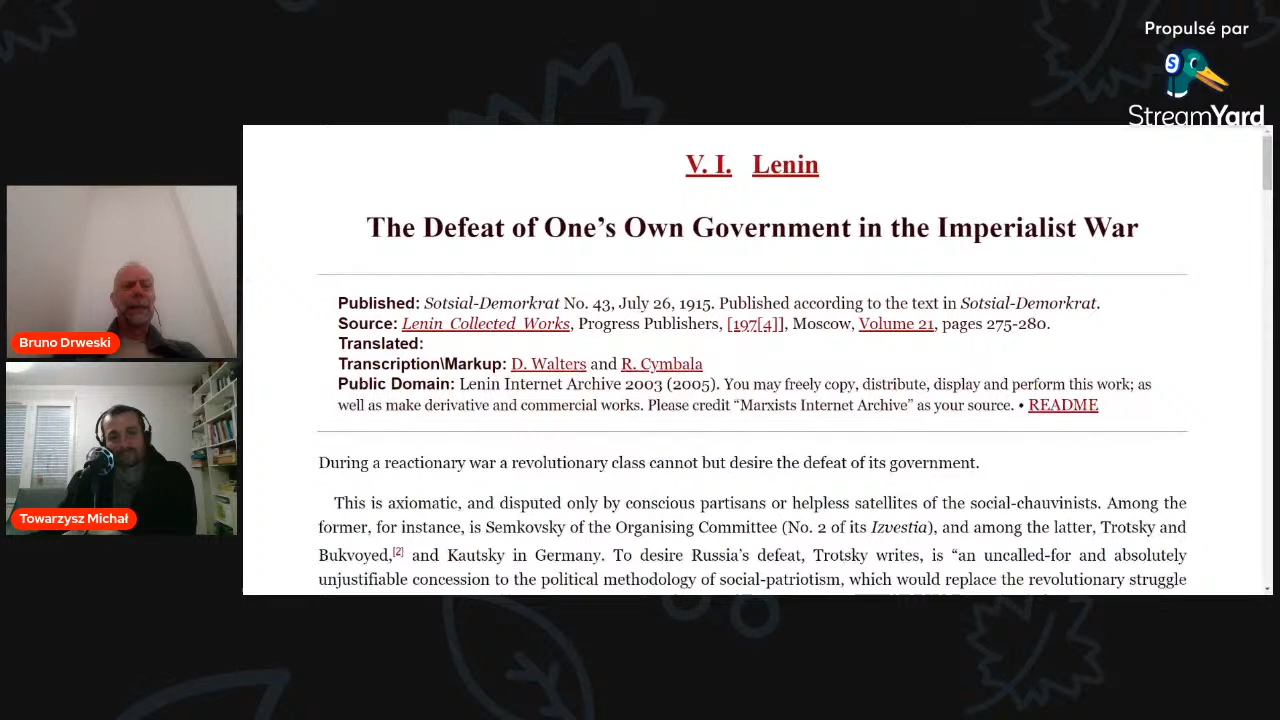 Propulsé par
StreamYard
V. I. Lenin
The Defeat of One’s Own Government in the Imperialist War
Published: Sotsial-Demorkrat No. 43, July 26, 1915. Published according to the text in Sotsial-Demorkrat.
Source: Lenin Collected Works, Progress Publishers, [197[4]], Moscow, Volume 21, pages 275-280.
Translated:
Transcription\Markup: D. Walters and R. Cymbala
Public Domain: Lenin Internet Archive 2003 (2005). You may freely copy, distribute, display and perform this work; as
well as make derivative and commercial works. Please credit “Marxists Internet Archive” as your source. • README
During a reactionary war a revolutionary class cannot but desire the defeat of its government.
This is axiomatic, and disputed only by conscious partisans or helpless satellites of the social-chauvinists. Among the
former, for instance, is Semkovsky of the Organising Committee (No. 2 of its Izvestia), and among the latter, Trotsky and
Bukvoyed,[2] and Kautsky in Germany. To desire Russia’s defeat, Trotsky writes, is “an uncalled-for and absolutely
unjustifiable concession to the political methodology of social-patriotism, which would replace the revolutionary struggle
Bruno Drweski
Towarzysz Michał